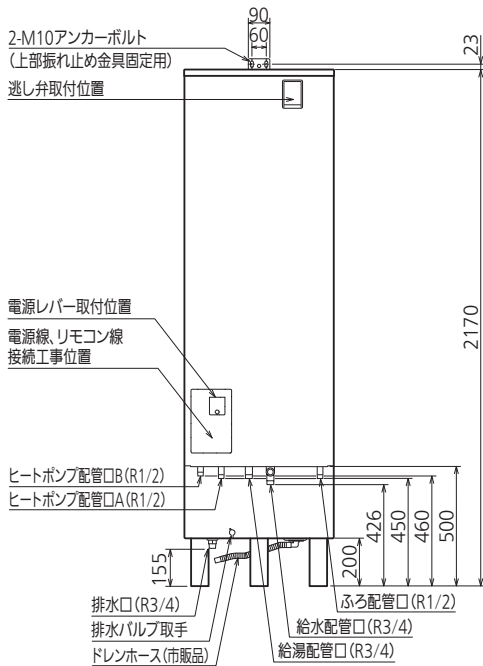 90
60
2-M10アンカーボルト
(上部振れ止め金具固定用)
23
逃し弁取付位置
2170
電源レバー取付位置
電源線、リモコン線
接続工事位置
ヒートポンプ配管口B(R1/2)
ヒートポンプ配管口A(R1/2)
155
200
426
450
460
500
排水口(R3/4)
排水バルブ取手
ドレンホース(市販品)
ふろ配管口(R1/2)
給水配管口(R3/4)
給湯配管口(R3/4)